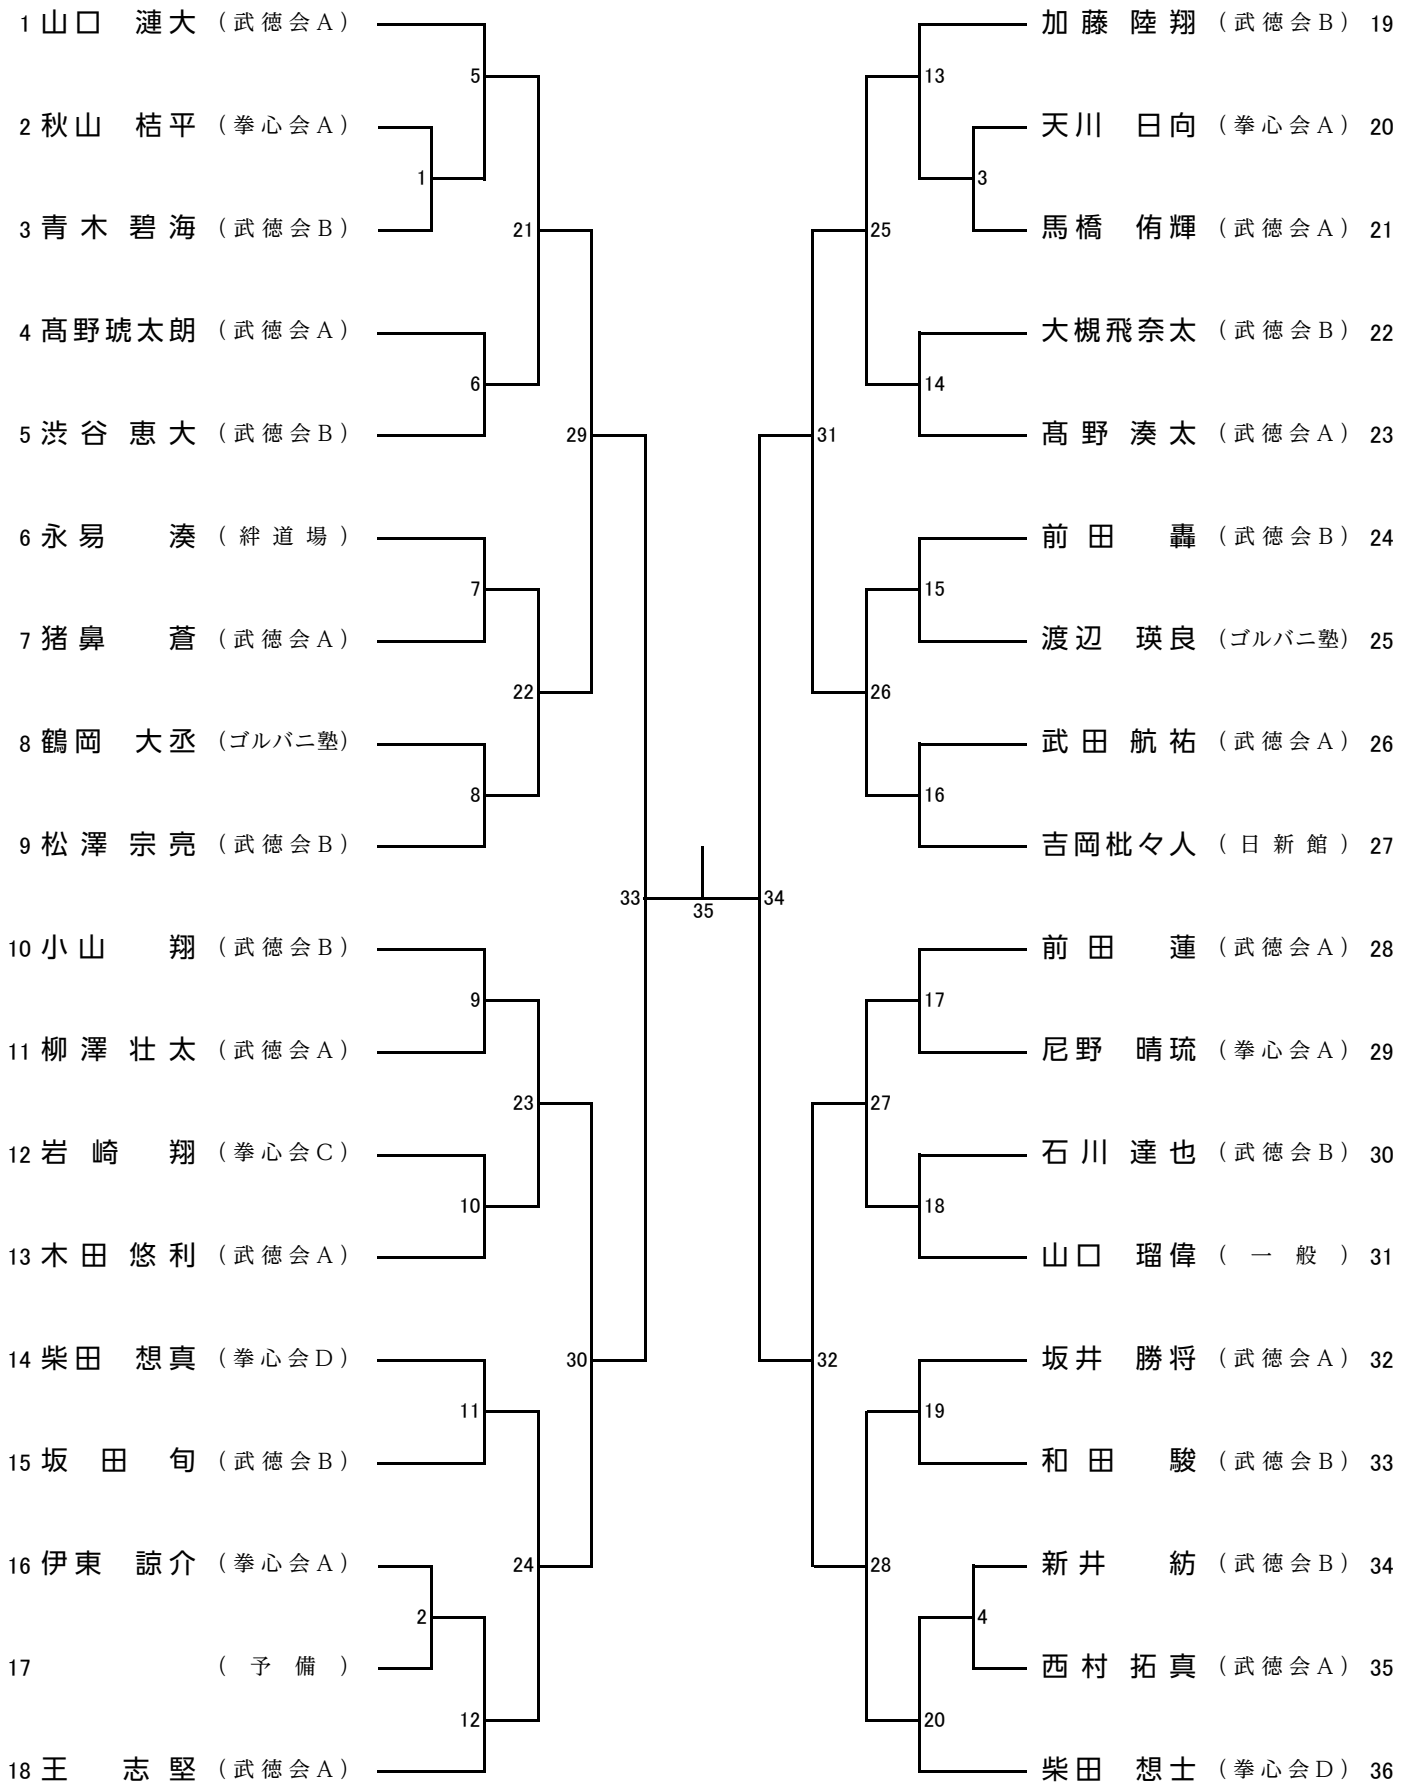 1 山口 漣大 （武徳会A）
2 秋山 桔平 （拳心会A）
3 青木 碧海 （武徳会B）
4 髙野琥太朗 （武徳会A）
5 渋谷 恵大 （武徳会B）
6 永易 湊 （絆道場）
7 猪鼻 蒼 （武徳会A）
8 鶴岡 大丞 （ゴルバニ塾）
9 松澤 宗亮 （武徳会B）
10 小山 翔 （武徳会B）
11 柳澤 壮太 （武徳会A）
12 岩崎 翔 （拳心会C）
13 木田 悠利 （武徳会A）
14 柴田 想真 （拳心会D）
15 坂田 旬 （武徳会B）
16 伊東 諒介 （拳心会A）
17 （予備）
18 王 志堅 （武徳会A）
1
2
5
6
7
8
9
10
11
12
21
22
23
24
29
30
33
35
34
31
32
25
26
27
28
13
14
15
16
17
18
19
20
3
4
加藤 陸翔 （武徳会B） 19
天川 日向 （拳心会A） 20
馬橋 侑輝 （武徳会A） 21
大槻飛奈太 （武徳会B） 22
髙野 湊太 （武徳会A） 23
前田 轟 （武徳会B） 24
渡辺 瑛良 （ゴルバニ塾） 25
武田 航祐 （武徳会A） 26
吉岡枇々人 （日新館） 27
前田 蓮 （武徳会A） 28
尼野 晴琉 （拳心会A） 29
石川 達也 （武徳会B） 30
山口 瑠偉 （一般） 31
坂井 勝将 （武徳会A） 32
和田 駿 （武徳会B） 33
新井 紡 （武徳会B） 34
西村 拓真 （武徳会A） 35
柴田 想士 （拳心会D） 36